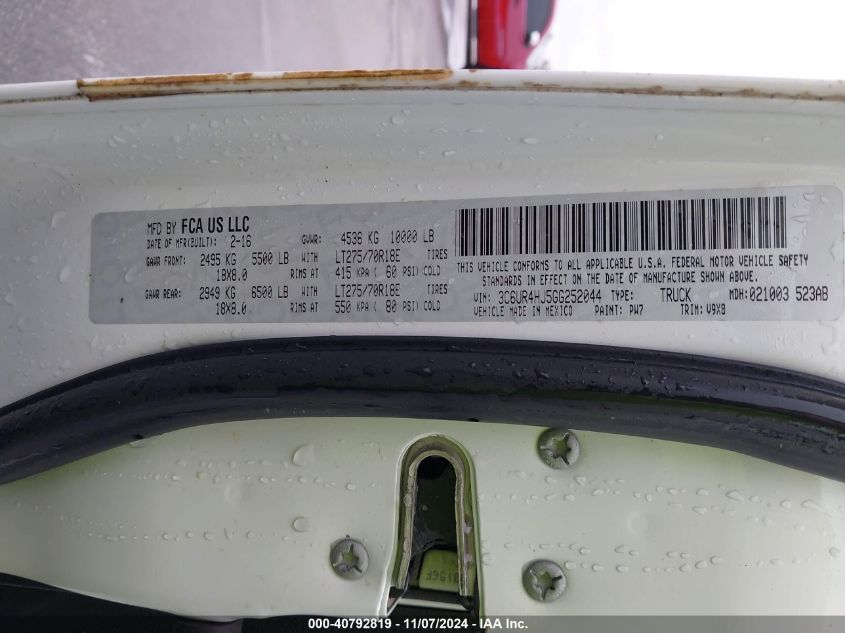 MFD BY FCA US LLC
DATE OF MFR(BUILT): 2-16 GVWR: 4536 KG 10000 LB
GAWR FRONT: 2495 KG 5500 LB WITH LT275/70R18E TIRES
18X8.0 RIMS AT 415 KPA ( 60 PSI) COLD
GAWR REAR: 2949 KG 6500 LB WITH LT275/70R18E TIRES
18X8.0 RIMS AT 550 KPA ( 80 PSI) COLD
THIS VEHICLE CONFORMS TO ALL APPLICABLE U.S.A. FEDERAL MOTOR VEHICLE SAFETY
STANDARDS IN EFFECT ON THE DATE OF MANUFACTURE SHOWN ABOVE.
VIN: 3C6UR4HJ5GG252044 TYPE: TRUCK MDH:021003 523AB
VEHICLE MADE IN MEXICO PAINT: PW7 TRIM: V9X8
000-40792819 - 11/07/2024 - IAA Inc.